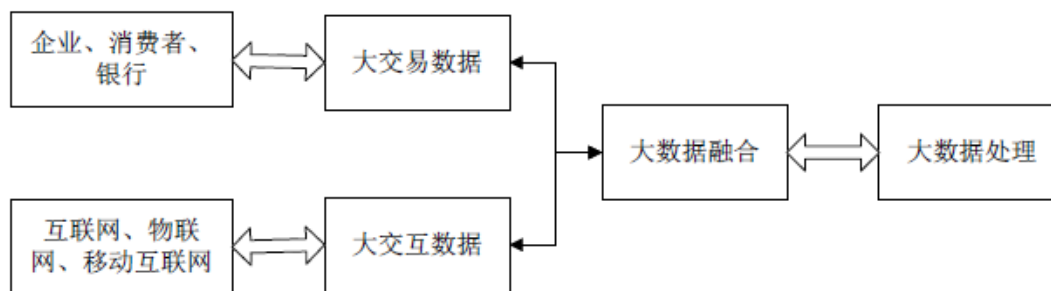 企业、消费者、
银行
大交易数据
大数据融合
大数据处理
互联网、物联
网、移动互联网
大交互数据